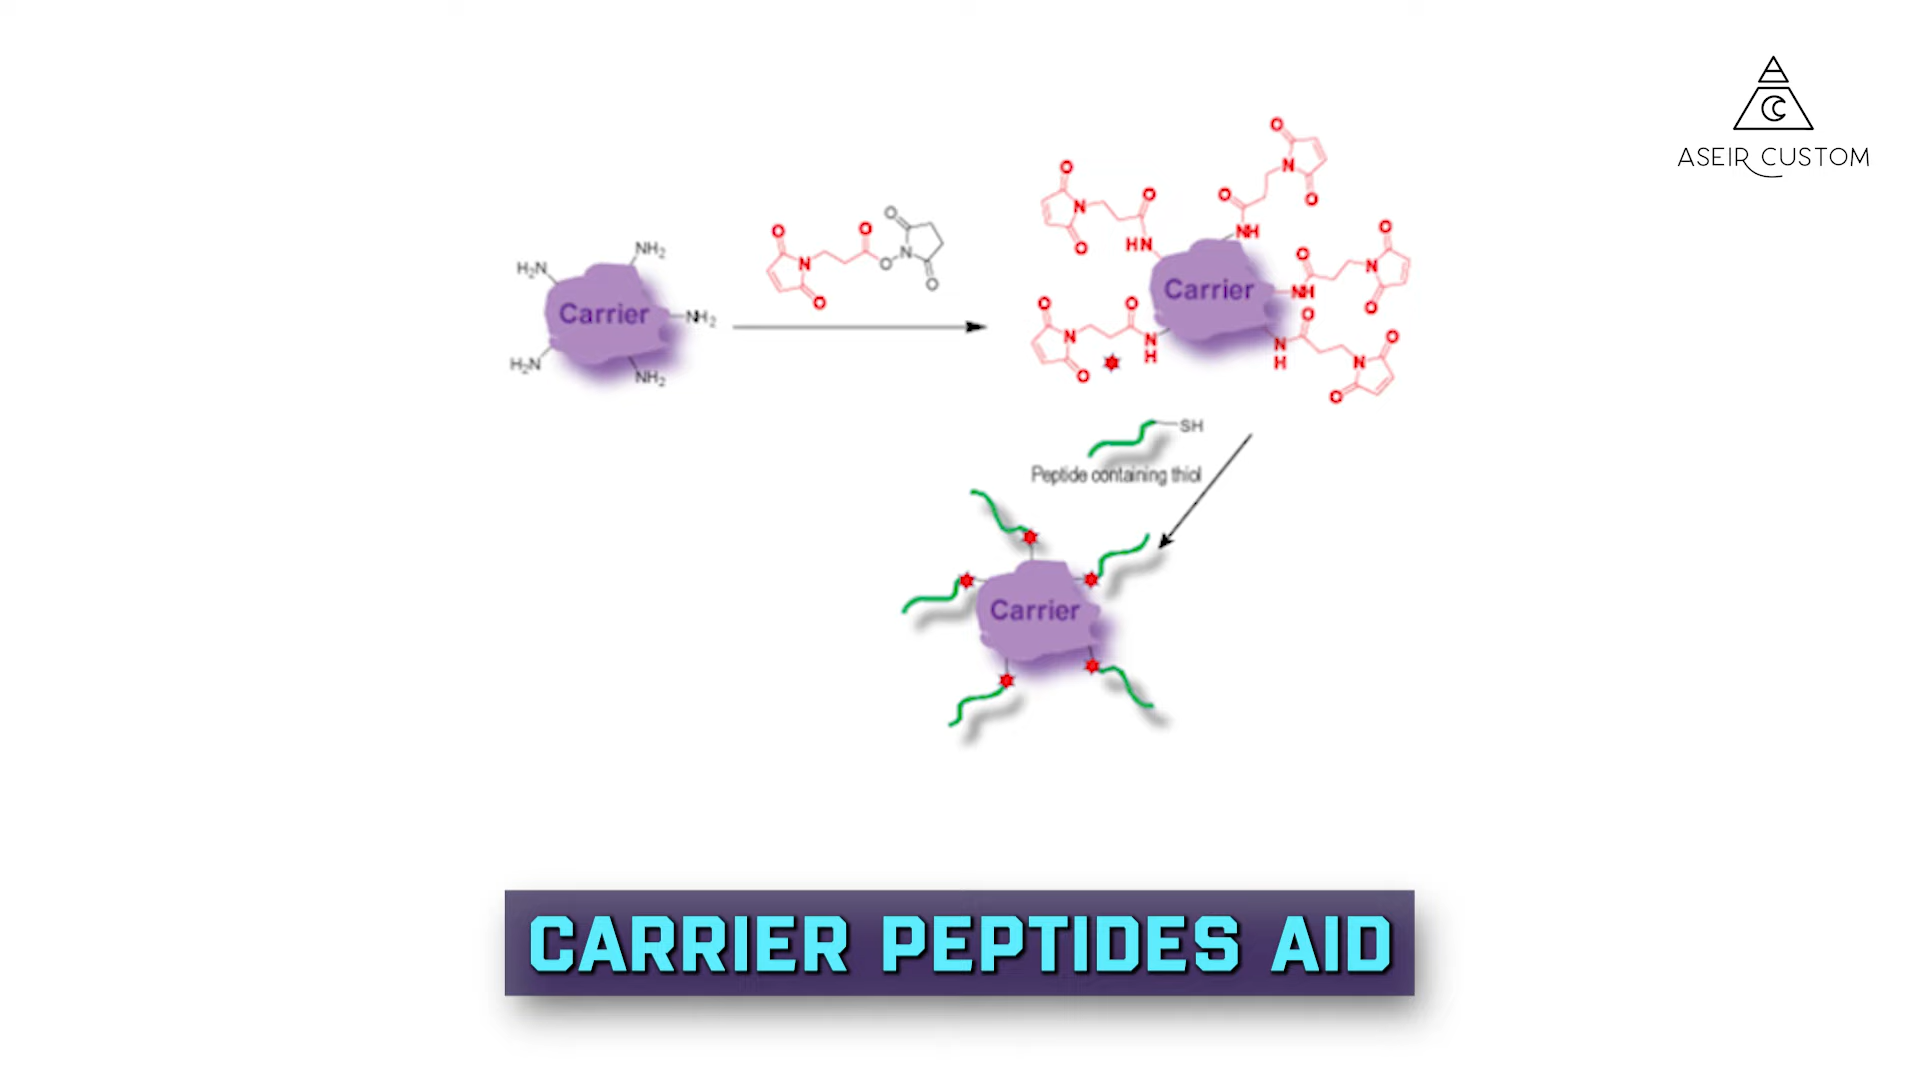 ASEIR CUSTOM
H₂N
NH₂
Carrier
NH₂
H₂N
NH₂
O
N
O
O
O
O
N
O
O
N
O
O
HN
O
N
O
O
NH
Carrier
O
N
O
O
NH
O
N
O
O
N
H
O
N
O
O
N
H
SH
Peptide containing thiol
Carrier
CARRIER PEPTIDES AID